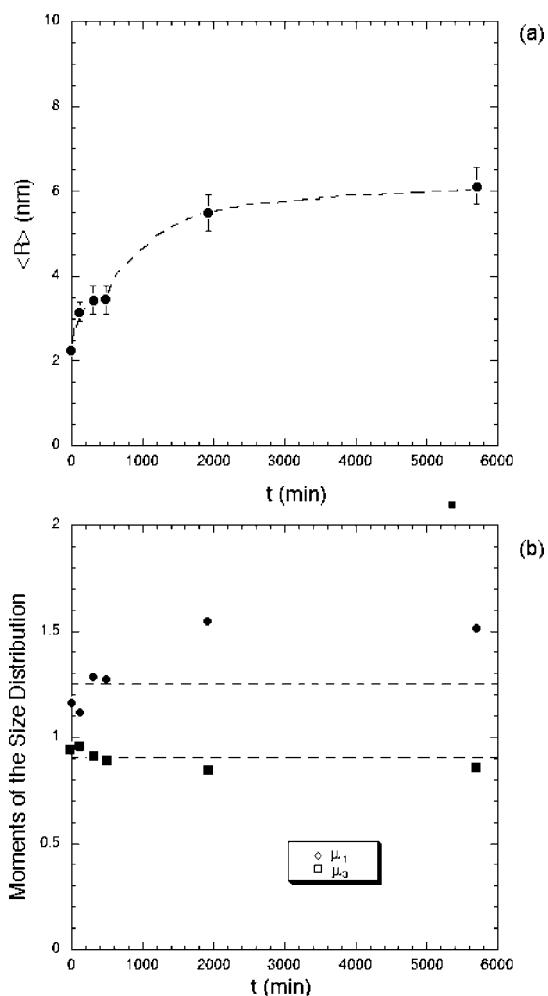 (a)
10
8
6
4
2
0
<R> (nm)
0 1000 2000 3000 4000 5000 6000
t (min)
(b)
2
1.5
1
0.5
0
Moments of the Size Distribution
μ₁
μ₃
0 1000 2000 3000 4000 5000 6000
t (min)